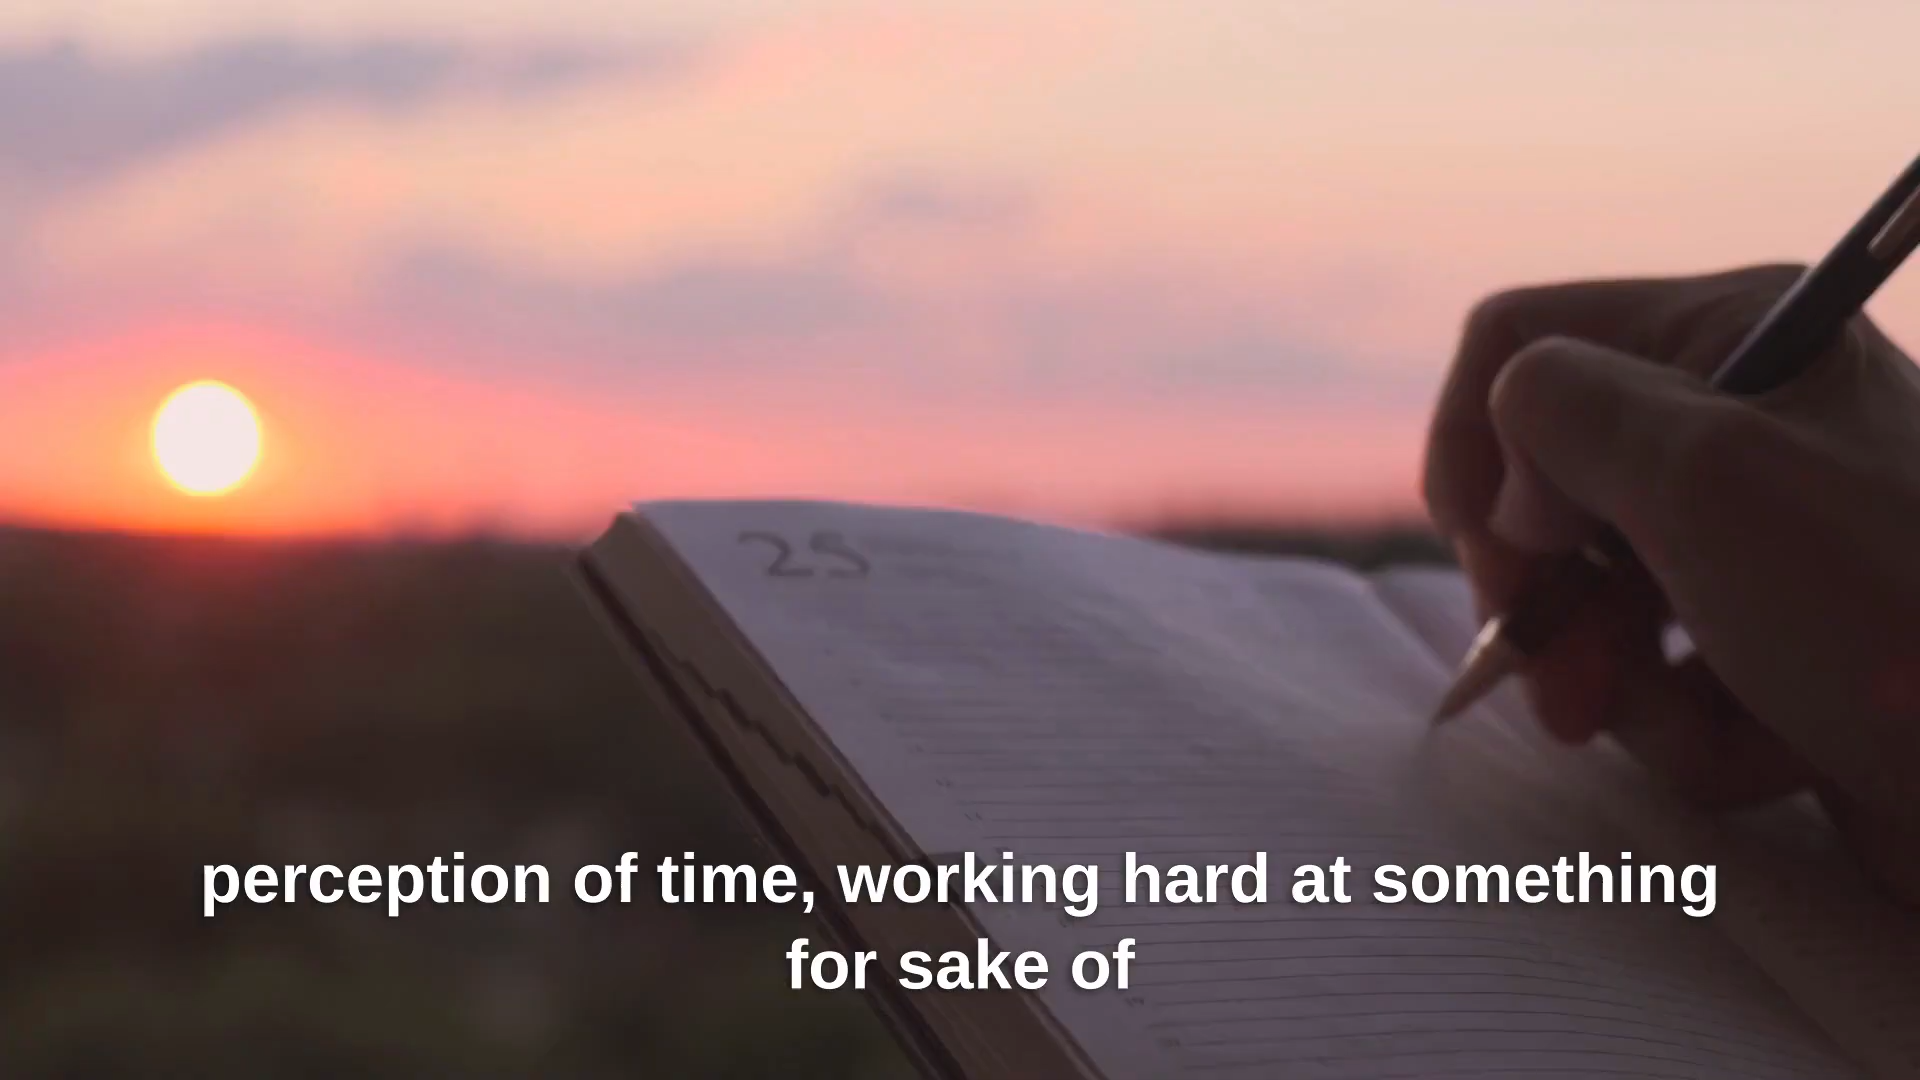 25
perception of time, working hard at something
for sake of